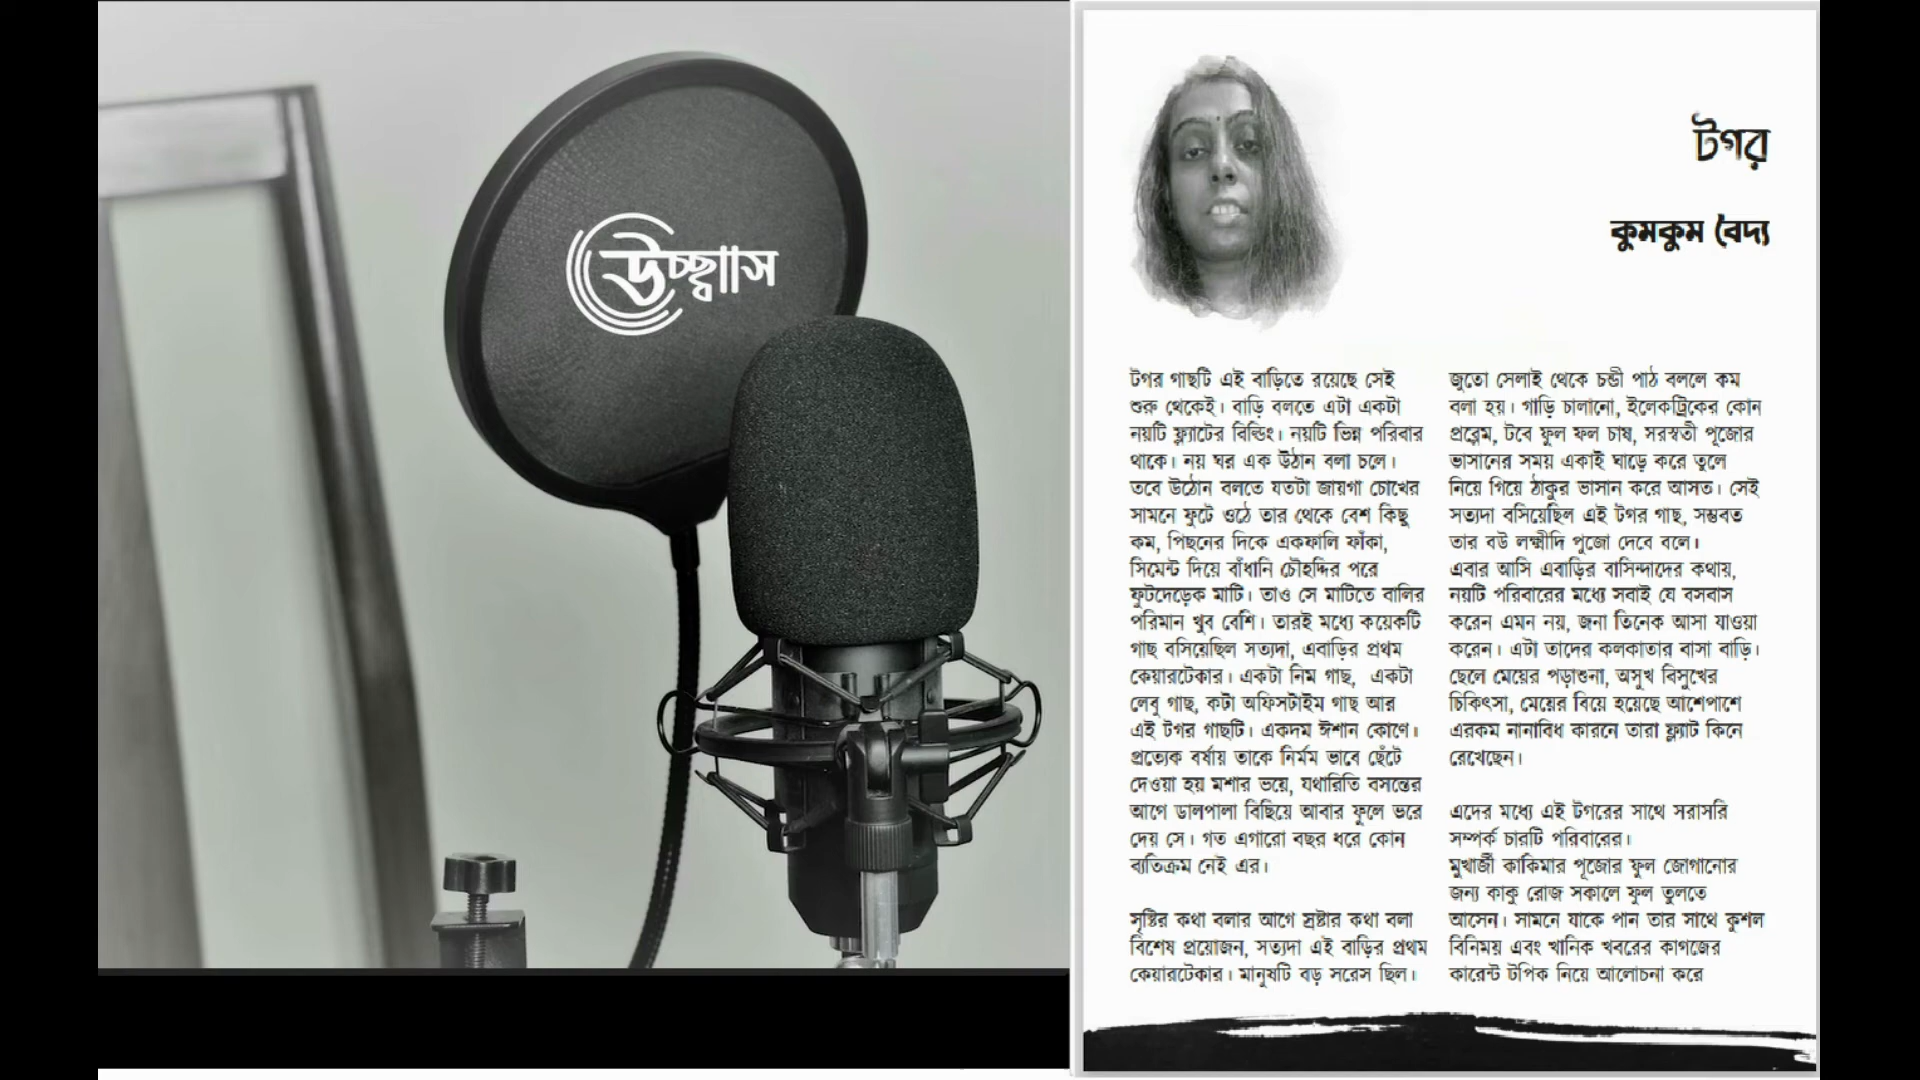 উচ্ছ্বাস
টগর
কুমকুম বৈদ্য
টগর গাছটি এই বাড়িতে রয়েছে সেই
শুরু থেকেই। বাড়ি বলতে এটা একটা
নয়টি ফ্ল্যাটের বিল্ডিং। নয়টি ভিন্ন পরিবার
থাকে। নয় ঘর এক উঠান বলা চলে।
তবে উঠোন বলতে যতটা জায়গা চোখের
সামনে ফুটে ওঠে তার থেকে বেশ কিছু
কম, পিছনের দিকে একফালি ফাঁকা,
সিমেন্ট দিয়ে বাঁধানি চৌহদ্দির পরে
ফুটদেড়েক মাটি। তাও সে মাটিতে বালির
পরিমান খুব বেশি। তারই মধ্যে কয়েকটি
গাছ বসিয়েছিল সত্যদা, এবাড়ির প্রথম
কেয়ারটেকার। একটা নিম গাছ, একটা
লেবু গাছ, কটা অফিসটাইম গাছ আর
এই টগর গাছটি। একদম ঈশান কোণে।
প্রত্যেক বর্ষায় তাকে নির্মম ভাবে ছেঁটে
দেওয়া হয় মশার ভয়ে, যথারিতি বসন্তের
আগে ডালপালা বিছিয়ে আবার ফুলে ভরে
দেয় সে। গত এগারো বছর ধরে কোন
ব্যতিক্রম নেই এর।
সৃষ্টির কথা বলার আগে স্রষ্টার কথা বলা
বিশেষ প্রয়োজন, সত্যদা এই বাড়ির প্রথম
কেয়ারটেকার। মানুষটি বড় সরেস ছিল।
জুতো সেলাই থেকে চন্ডী পাঠ বললে কম
বলা হয়। গাড়ি চালানো, ইলেকট্রিকের কোন
প্রব্লেম, টবে ফুল ফল চাষ, সরস্বতী পূজোর
ভাসানের সময় একাই ঘাড়ে করে তুলে
নিয়ে গিয়ে ঠাকুর ভাসান করে আসত। সেই
সত্যদা বসিয়েছিল এই টগর গাছ, সম্ভবত
তার বউ লক্ষ্মীদি পুজো দেবে বলে।
এবার আসি এবাড়ির বাসিন্দাদের কথায়,
নয়টি পরিবারের মধ্যে সবাই যে বসবাস
করেন এমন নয়, জনা তিনেক আসা যাওয়া
করেন। এটা তাদের কলকাতার বাসা বাড়ি।
ছেলে মেয়ের পড়াশুনা, অসুখ বিসুখের
চিকিৎসা, মেয়ের বিয়ে হয়েছে আশেপাশে
এরকম নানাবিধ কারনে তারা ফ্ল্যাট কিনে
রেখেছেন।
এদের মধ্যে এই টগরের সাথে সরাসরি
সম্পর্ক চারটি পরিবারের।
মুখার্জী কাকিমার পূজোর ফুল জোগানোর
জন্য কাকু রোজ সকালে ফুল তুলতে
আসেন। সামনে যাকে পান তার সাথে কুশল
বিনিময় এবং খানিক খবরের কাগজের
কারেন্ট টপিক নিয়ে আলোচনা করে